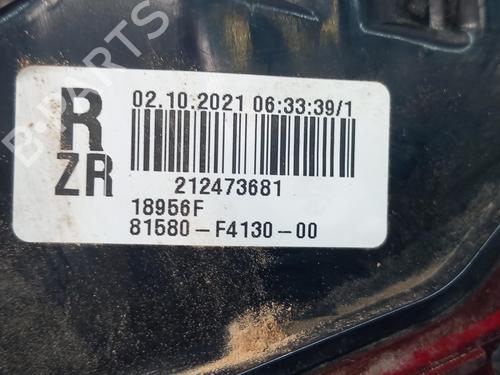 R 02.10.2021 06:33:39/1
ZR 212473681
18956F
81580-F4130-00
B-PARTS